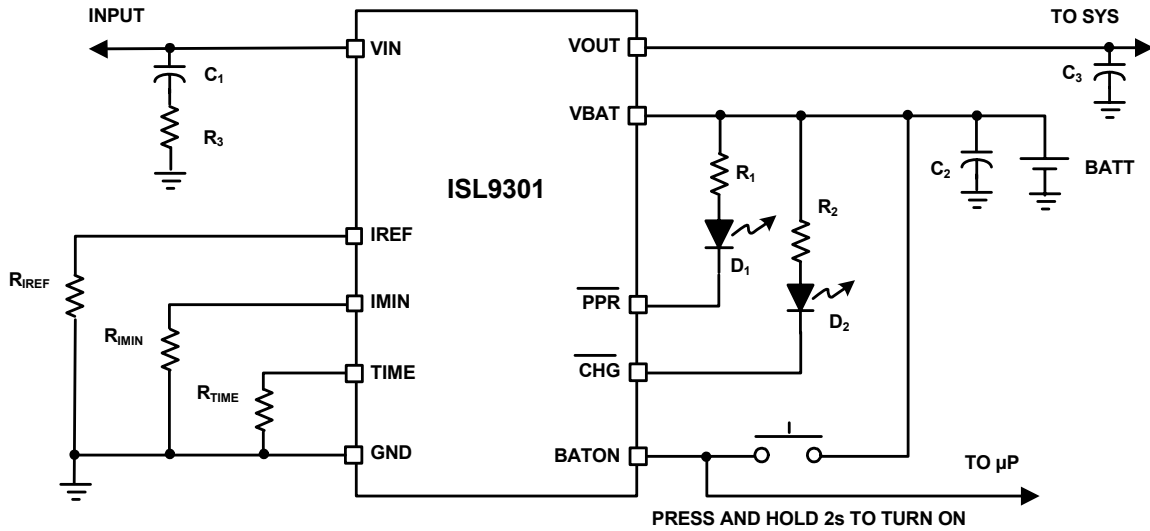 INPUT
TO SYS
VIN
VOUT
C1
C3
R3
VBAT
ISL9301
R1
C2
BATT
R2
IREF
D1
RIREF
IMIN
PPR
D2
RIMIN
TIME
CHG
RTIME
GND
BATON
TO µP
PRESS AND HOLD 2s TO TURN ON